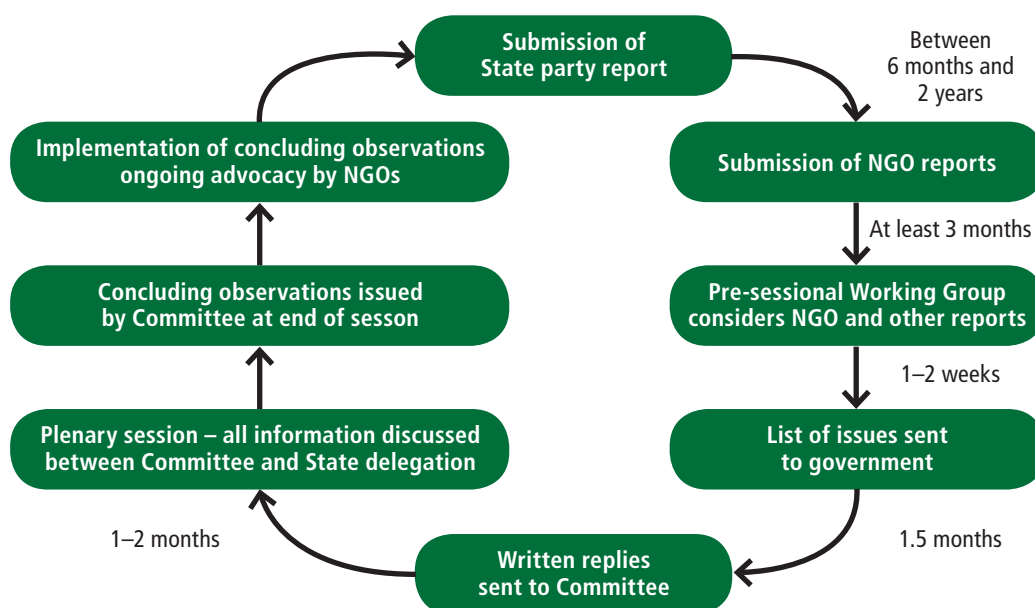 Submission of
State party report
Between
6 months and
2 years
Submission of NGO reports
At least 3 months
Pre-sessional Working Group
considers NGO and other reports
1–2 weeks
List of issues sent
to government
1.5 months
Written replies
sent to Committee
1–2 months
Plenary session – all information discussed
between Committee and State delegation
Concluding observations issued
by Committee at end of sesson
Implementation of concluding observations
ongoing advocacy by NGOs